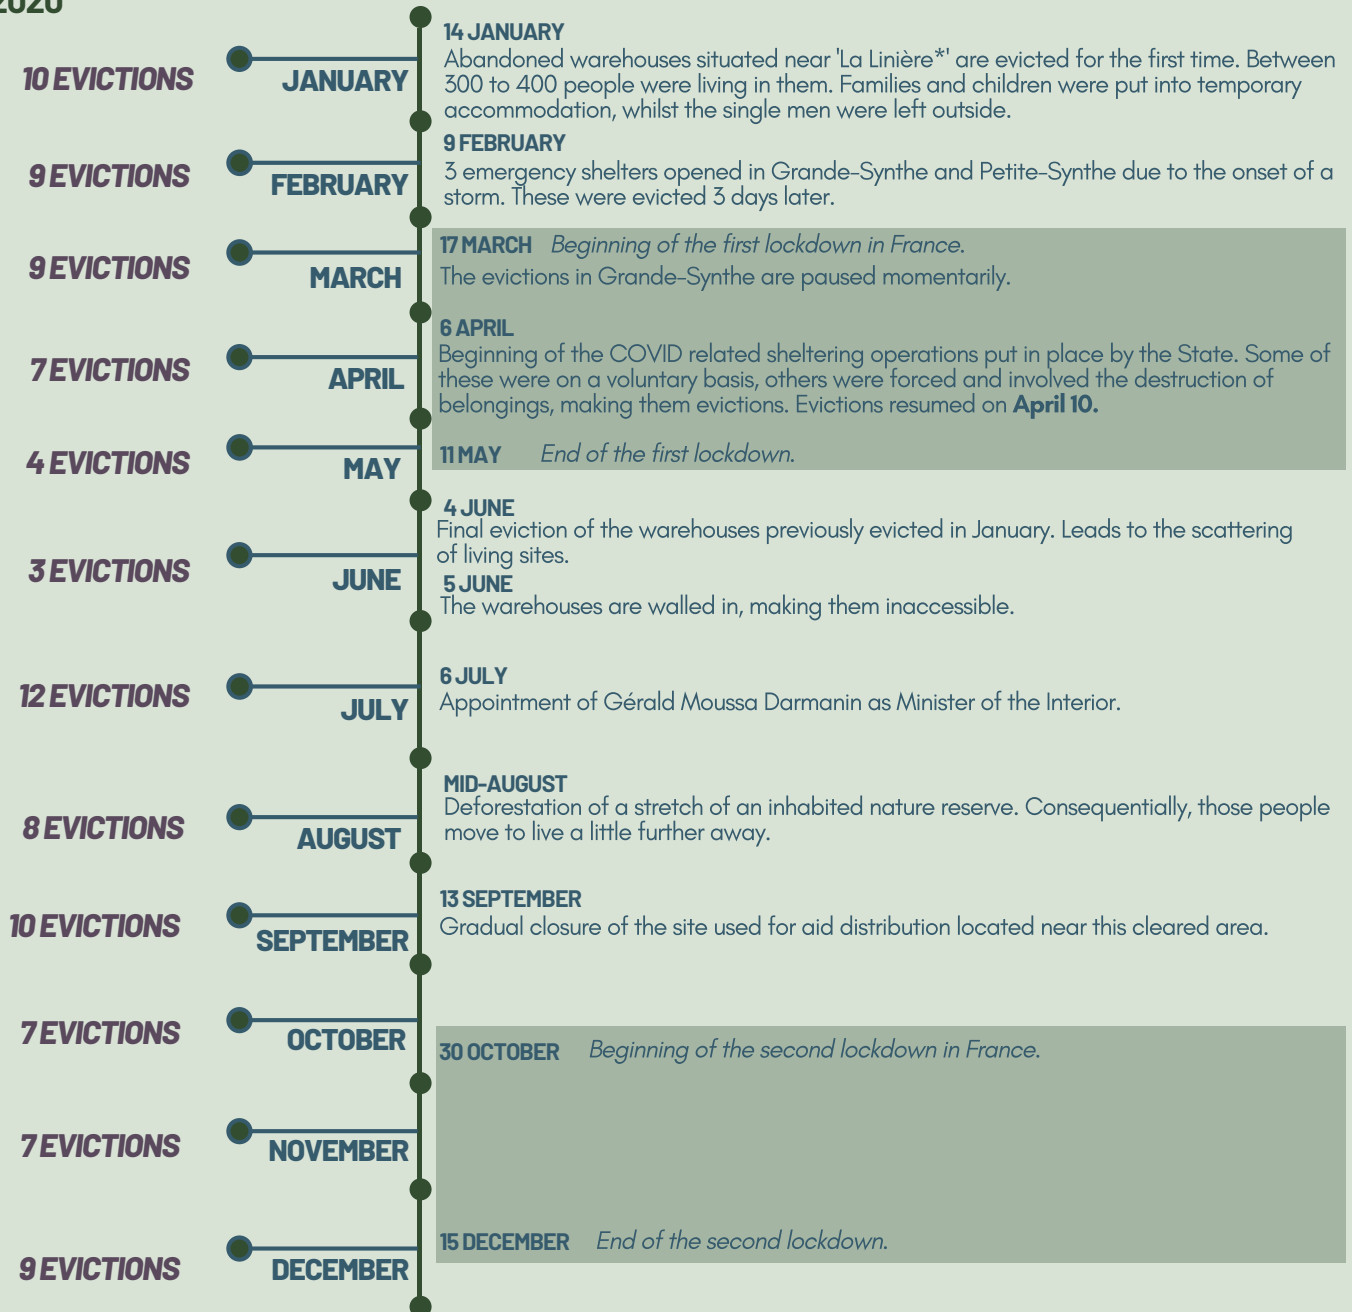 2020
10 EVICTIONS
JANUARY
14 JANUARY
Abandoned warehouses situated near 'La Linière*' are evicted for the first time. Between
300 to 400 people were living in them. Families and children were put into temporary
accommodation, whilst the single men were left outside.
9 EVICTIONS
FEBRUARY
9 FEBRUARY
3 emergency shelters opened in Grande-Synthe and Petite-Synthe due to the onset of a
storm. These were evicted 3 days later.
9 EVICTIONS
MARCH
17 MARCH Beginning of the first lockdown in France.
The evictions in Grande-Synthe are paused momentarily.
7 EVICTIONS
APRIL
6 APRIL
Beginning of the COVID related sheltering operations put in place by the State. Some of
these were on a voluntary basis, others were forced and involved the destruction of
belongings, making them evictions. Evictions resumed on April 10.
4 EVICTIONS
MAY
11 MAY End of the first lockdown.
3 EVICTIONS
JUNE
4 JUNE
Final eviction of the warehouses previously evicted in January. Leads to the scattering
of living sites.
5 JUNE
The warehouses are walled in, making them inaccessible.
12 EVICTIONS
JULY
6 JULY
Appointment of Gérald Moussa Darmanin as Minister of the Interior.
8 EVICTIONS
AUGUST
MID-AUGUST
Deforestation of a stretch of an inhabited nature reserve. Consequentially, those people
move to live a little further away.
10 EVICTIONS
SEPTEMBER
13 SEPTEMBER
Gradual closure of the site used for aid distribution located near this cleared area.
7 EVICTIONS
OCTOBER
30 OCTOBER Beginning of the second lockdown in France.
7 EVICTIONS
NOVEMBER
9 EVICTIONS
DECEMBER
15 DECEMBER End of the second lockdown.